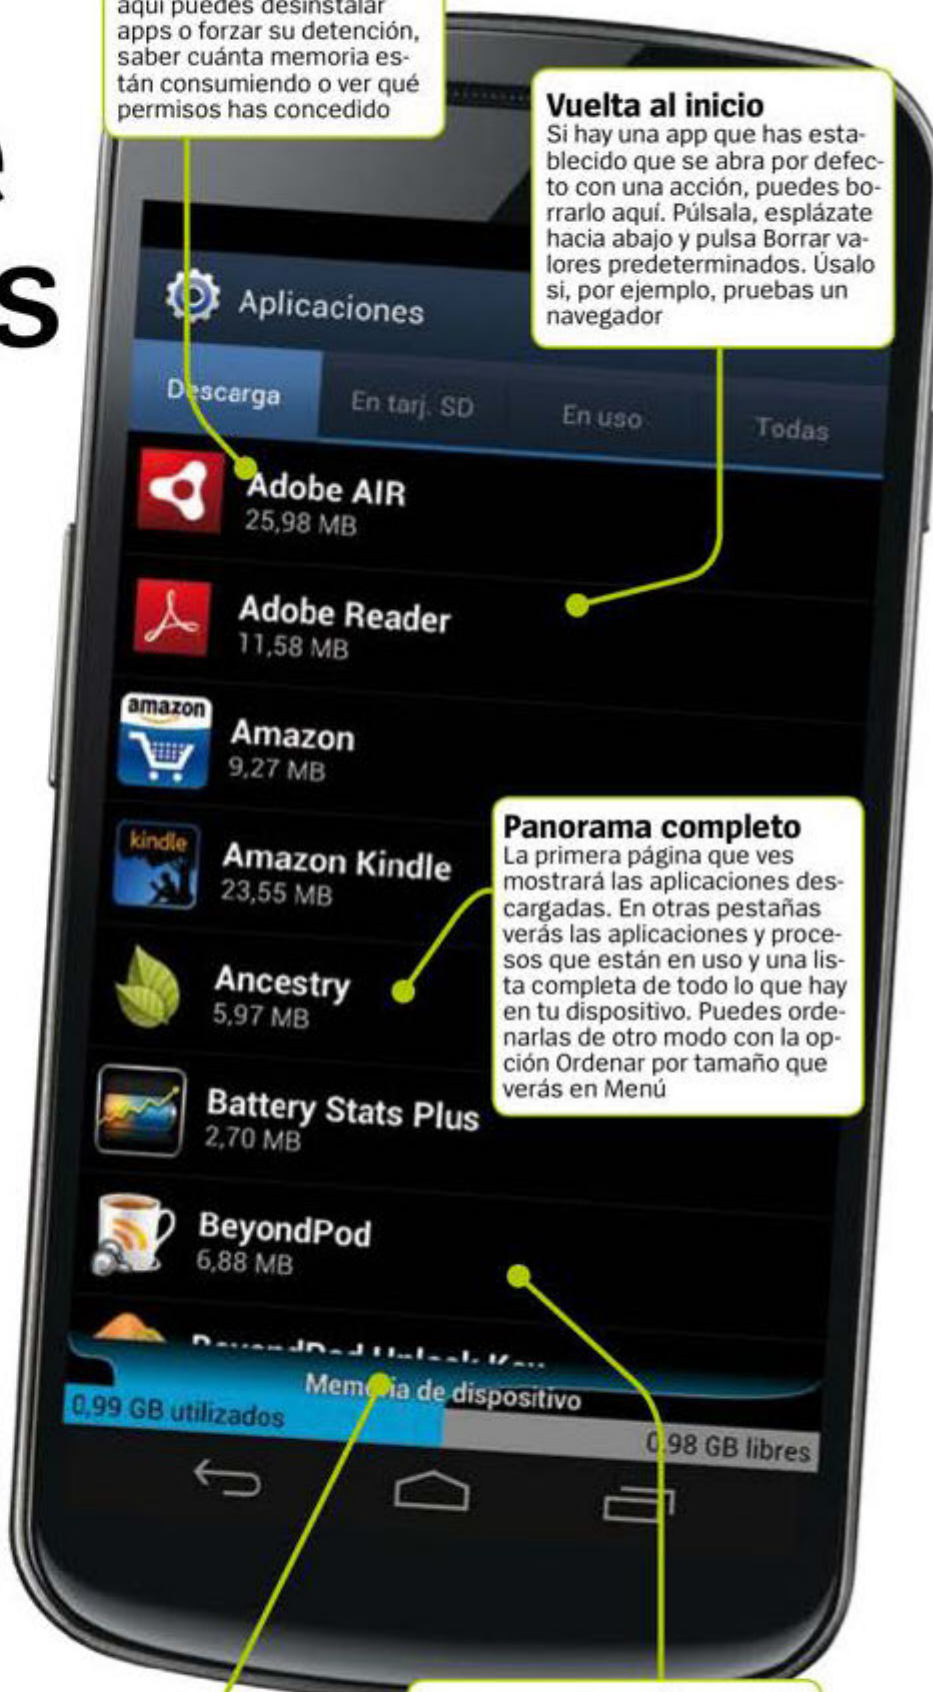 aquí puedes desinstalar
apps o forzar su detención,
saber cuánta memoria es-
tán consumiendo o ver qué
permisos has concedido
Vuelta al inicio
Si hay una app que has esta-
blecido que se abra por defec-
to con una acción, puedes bo-
rrarlo aquí. Púlsala, esplázate
hacia abajo y pulsa Borrar va-
lores predeterminados. Úsalo
si, por ejemplo, pruebas un
navegador
s
Aplicaciones
Descarga
En tarj. SD
En uso
Todas
Adobe AIR
25,98 MB
Adobe Reader
11,58 MB
amazon
Amazon
9,27 MB
kindle
Amazon Kindle
23,55 MB
Panorama completo
La primera página que ves
mostrará las aplicaciones des-
cargadas. En otras pestañas
verás las aplicaciones y proce-
sos que están en uso y una lis-
ta completa de todo lo que hay
en tu dispositivo. Puedes orde-
narlas de otro modo con la op-
ción Ordenar por tamaño que
verás en Menú
Ancestry
5,97 MB
Battery Stats Plus
2,70 MB
BeyondPod
6,88 MB
BeyondPod Unlock Key
Memoria de dispositivo
0,99 GB utilizados
0,98 GB libres